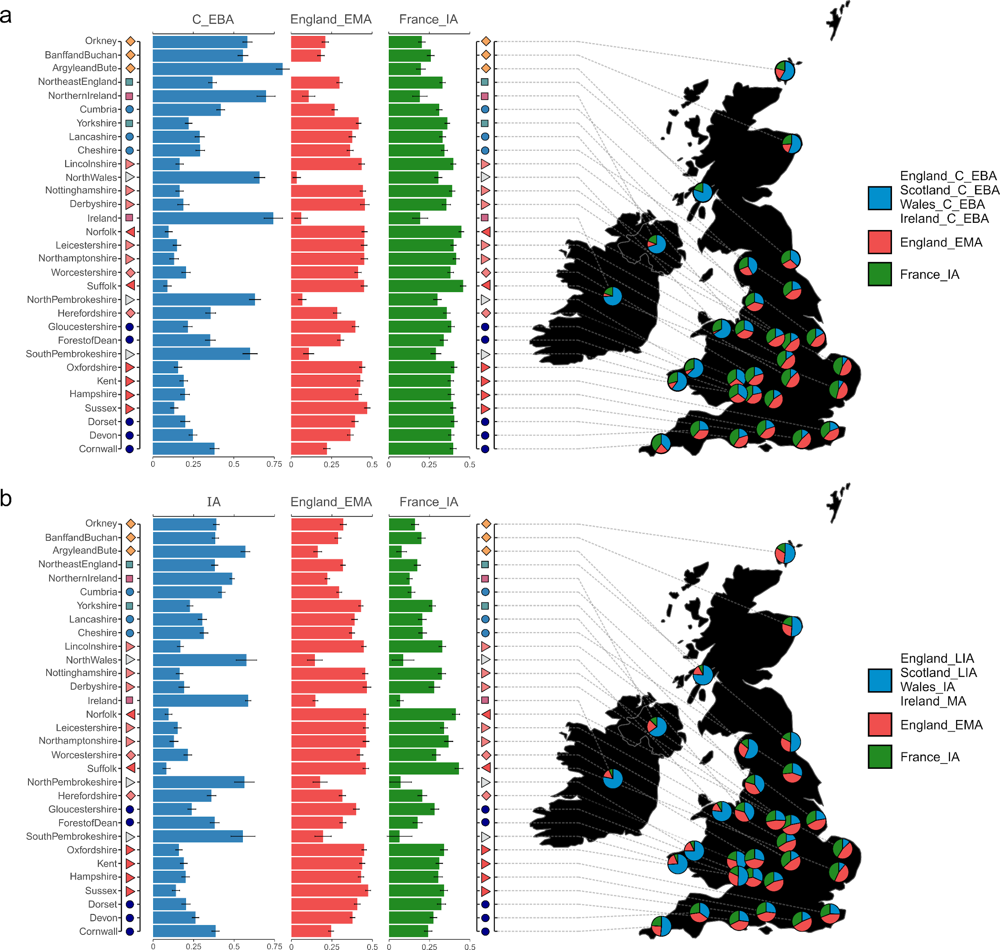 a
C_EBA England_EMA France_IA
Orkney
BanffandBuchan
ArgyleandBute
NortheastEngland
NorthernIreland
Cumbria
Yorkshire
Lancashire
Cheshire
Lincolnshire
NorthWales
Nottinghamshire
Derbyshire
Ireland
Norfolk
Leicestershire
Northamptonshire
Worcestershire
Suffolk
NorthPembrokeshire
Herefordshire
Gloucestershire
ForestofDean
SouthPembrokeshire
Oxfordshire
Kent
Hampshire
Sussex
Dorset
Devon
Cornwall
0 0.25 0.5 0.75 0 0.25 0.5 0 0.25 0.5
England_C_EBA
Scotland_C_EBA
Wales_C_EBA
Ireland_C_EBA
England_EMA
France_IA
b
IA England_EMA France_IA
Orkney
BanffandBuchan
ArgyleandBute
NortheastEngland
NorthernIreland
Cumbria
Yorkshire
Lancashire
Cheshire
Lincolnshire
NorthWales
Nottinghamshire
Derbyshire
Ireland
Norfolk
Leicestershire
Northamptonshire
Worcestershire
Suffolk
NorthPembrokeshire
Herefordshire
Gloucestershire
ForestofDean
SouthPembrokeshire
Oxfordshire
Kent
Hampshire
Sussex
Dorset
Devon
Cornwall
0 0.25 0.5 0.75 0 0.25 0.5 0 0.25 0.5
England_LIA
Scotland_LIA
Wales_IA
Ireland_MA
England_EMA
France_IA